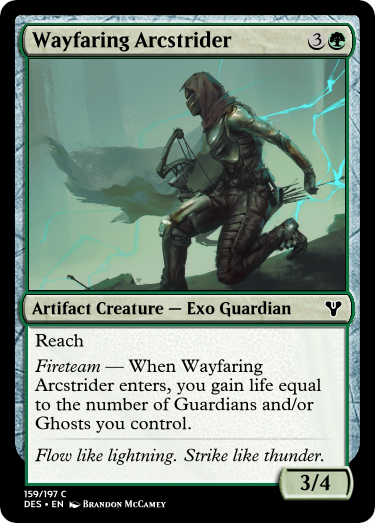 Wayfaring Arcstrider 3
Artifact Creature — Exo Guardian
Reach
Fireteam — When Wayfaring
Arcstrider enters, you gain life equal
to the number of Guardians and/or
Ghosts you control.
Flow like lightning. Strike like thunder.
3/4
159/197 C
DES • EN Brandon McCamey